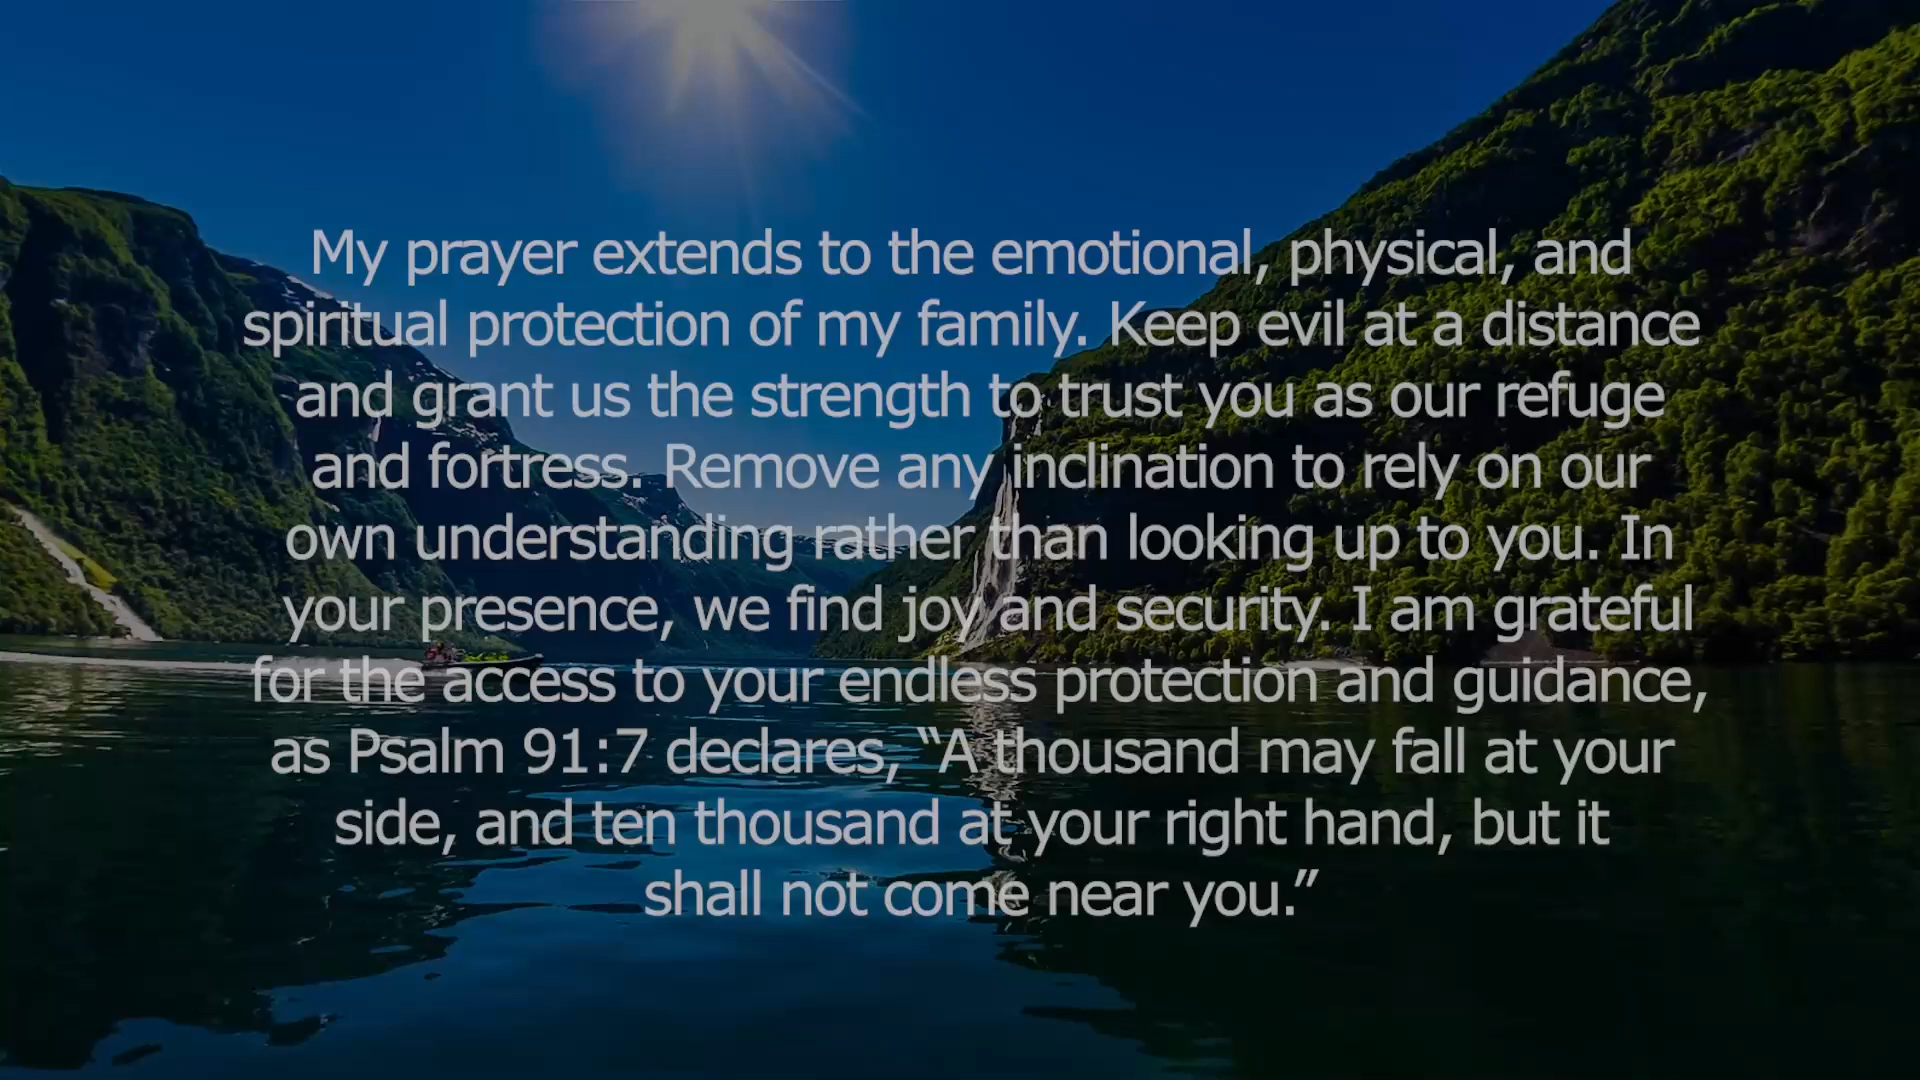 My prayer extends to the emotional, physical, and
spiritual protection of my family. Keep evil at a distance
and grant us the strength to trust you as our refuge
and fortress. Remove any inclination to rely on our
own understanding rather than looking up to you. In
your presence, we find joy and security. I am grateful
for the access to your endless protection and guidance,
as Psalm 91:7 declares, “A thousand may fall at your
side, and ten thousand at your right hand, but it
shall not come near you.”